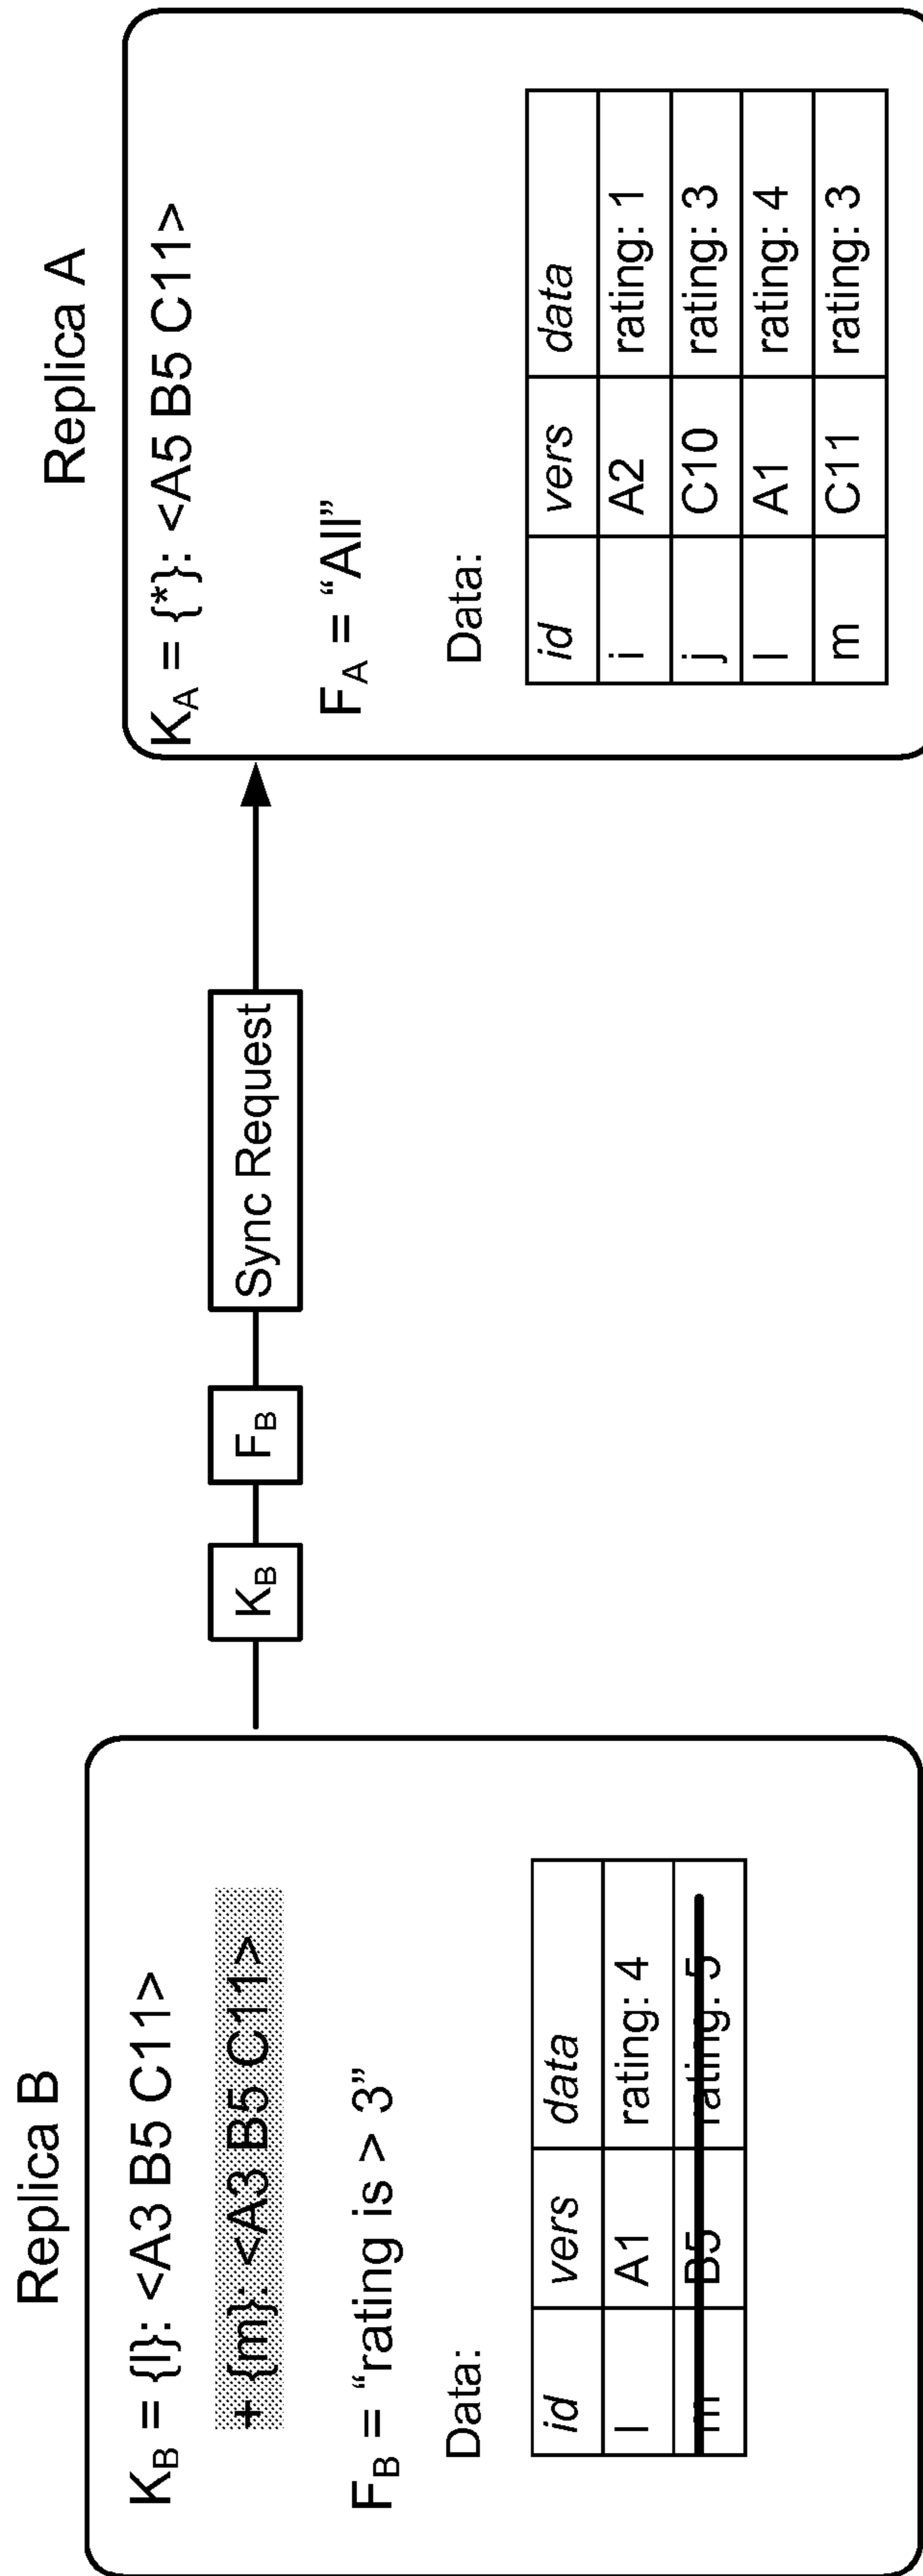 Replica B
K_B = {l}: <A3 B5 C11>
+ {m}: <A3 B5 C11>
F_B = “rating is > 3”
Data:
id vers data
l A1 rating: 4
m B5 rating: 5
K_B
F_B
Sync Request
Replica A
K_A = {*}: <A5 B5 C11>
F_A = “All”
Data:
id vers data
i A2 rating: 1
j C10 rating: 3
l A1 rating: 4
m C11 rating: 3